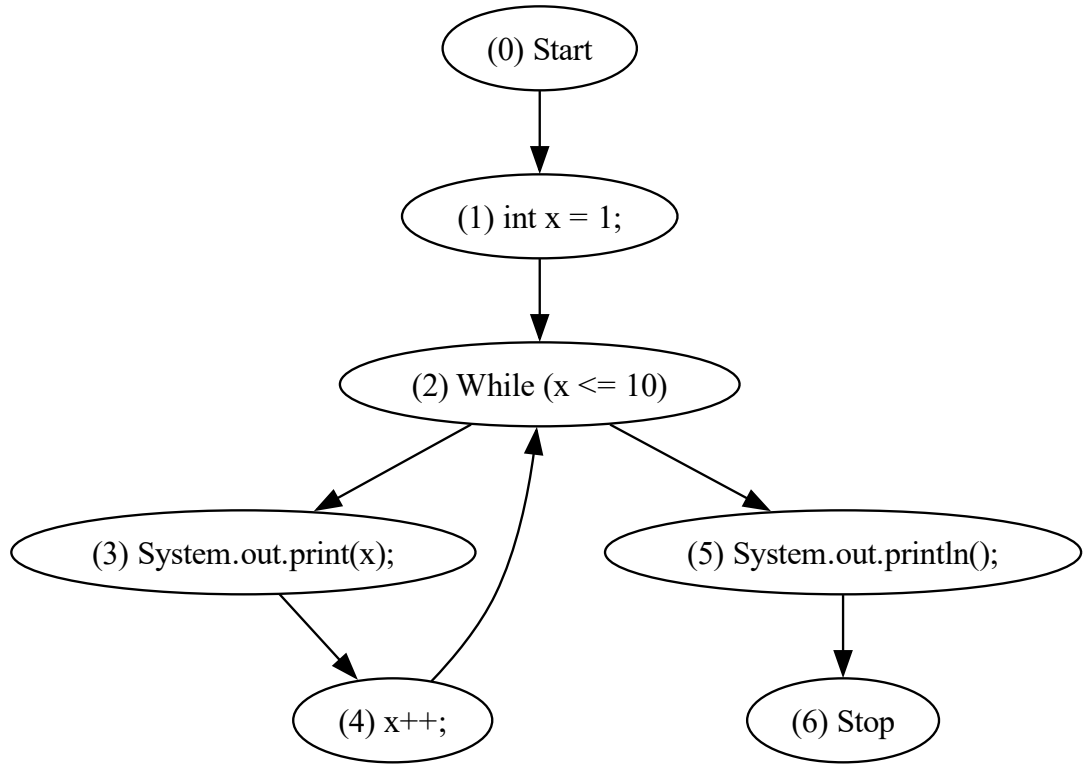 (0) Start
(1) int x = 1;
(2) While (x <= 10)
(3) System.out.print(x);
(5) System.out.println();
(4) x++;
(6) Stop